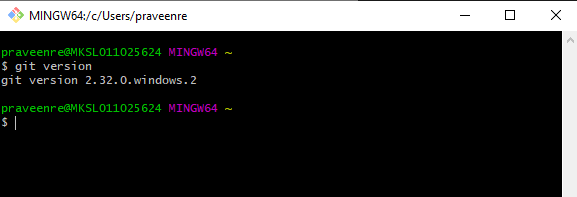 MINGW64:/c/Users/praveenre
praveenre@MKSL011025624 MINGW64 ~
$ git version
git version 2.32.0.windows.2
praveenre@MKSL011025624 MINGW64 ~
$